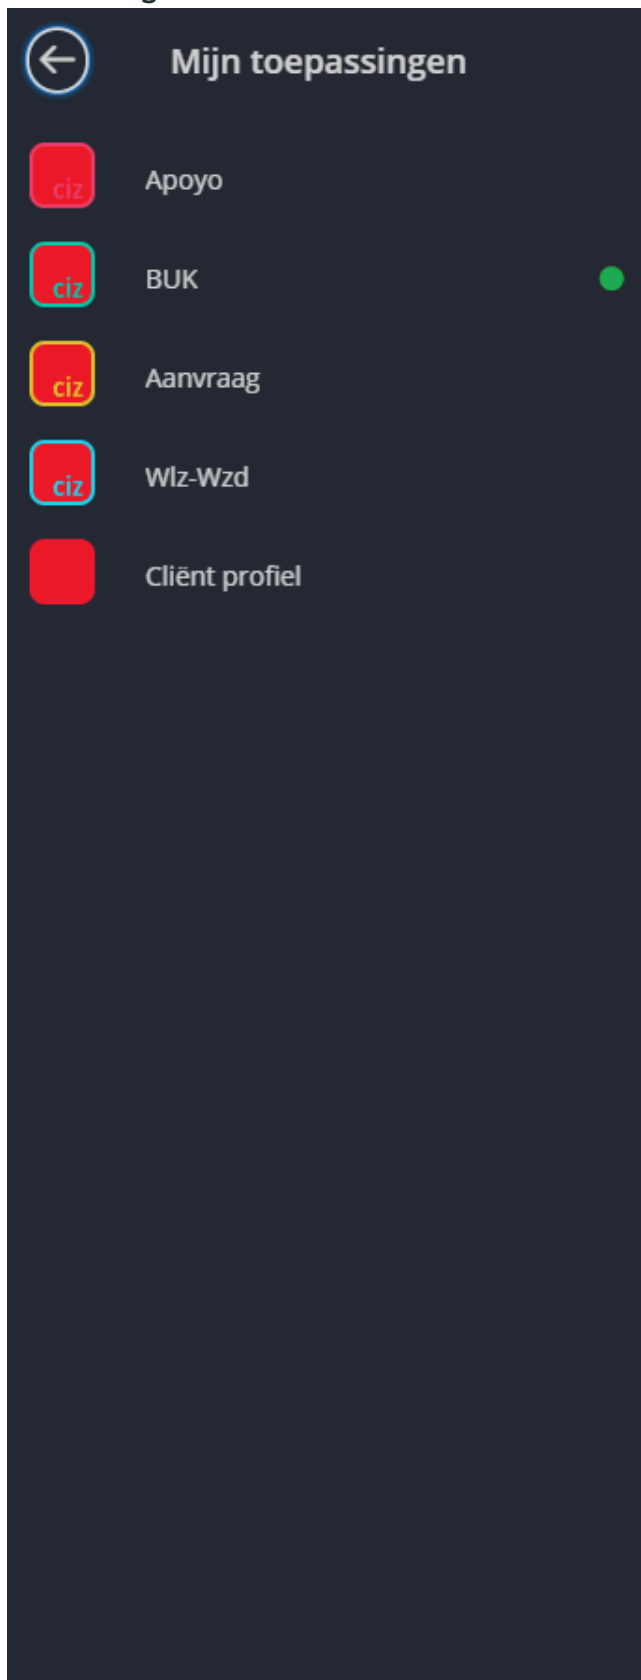 Mijn toepassingen
ciz
Apoyo
ciz
BUK
ciz
Aanvraag
ciz
Wlz-Wzd
Cliënt profiel